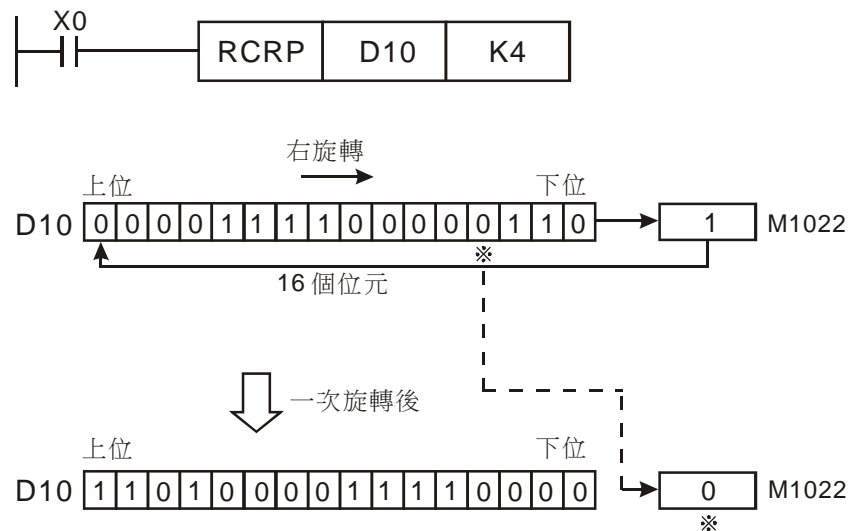 X0
RCRP D10 K4
右旋轉
上位 下位
D10 0 0 0 0 1 1 1 1 0 0 0 0 0 1 1 0 1 M1022
※
16 個位元
一次旋轉後
上位 下位
D10 1 1 0 1 0 0 0 0 1 1 1 1 0 0 0 0 0 M1022
※